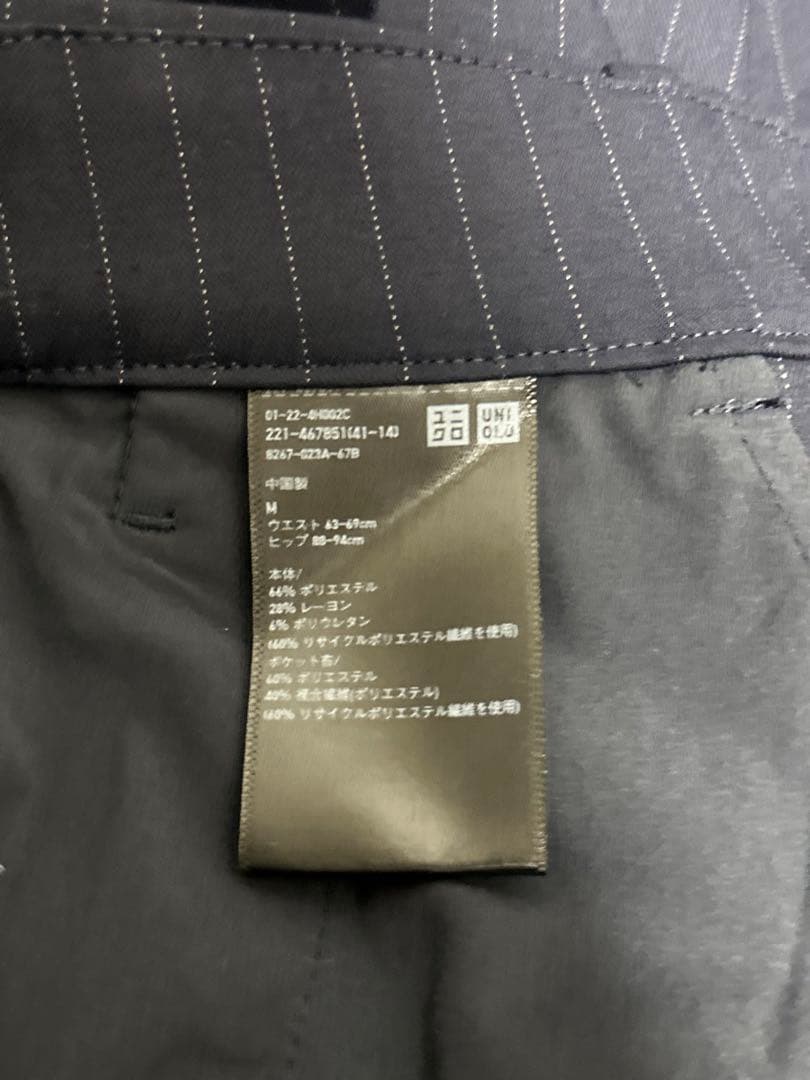 01-22-4H002C
221-467851(41-14)
8267-023A-67B
ユニ
クロ
UNI
QLO
中国製
M
ウエスト 63-69cm
ヒップ 88-94cm
本体/
66% ポリエステル
28% レーヨン
6% ポリウレタン
(60% リサイクルポリエステル繊維を使用)
ポケット布/
60% ポリエステル
40% 複合繊維(ポリエステル)
(60% リサイクルポリエステル繊維を使用)